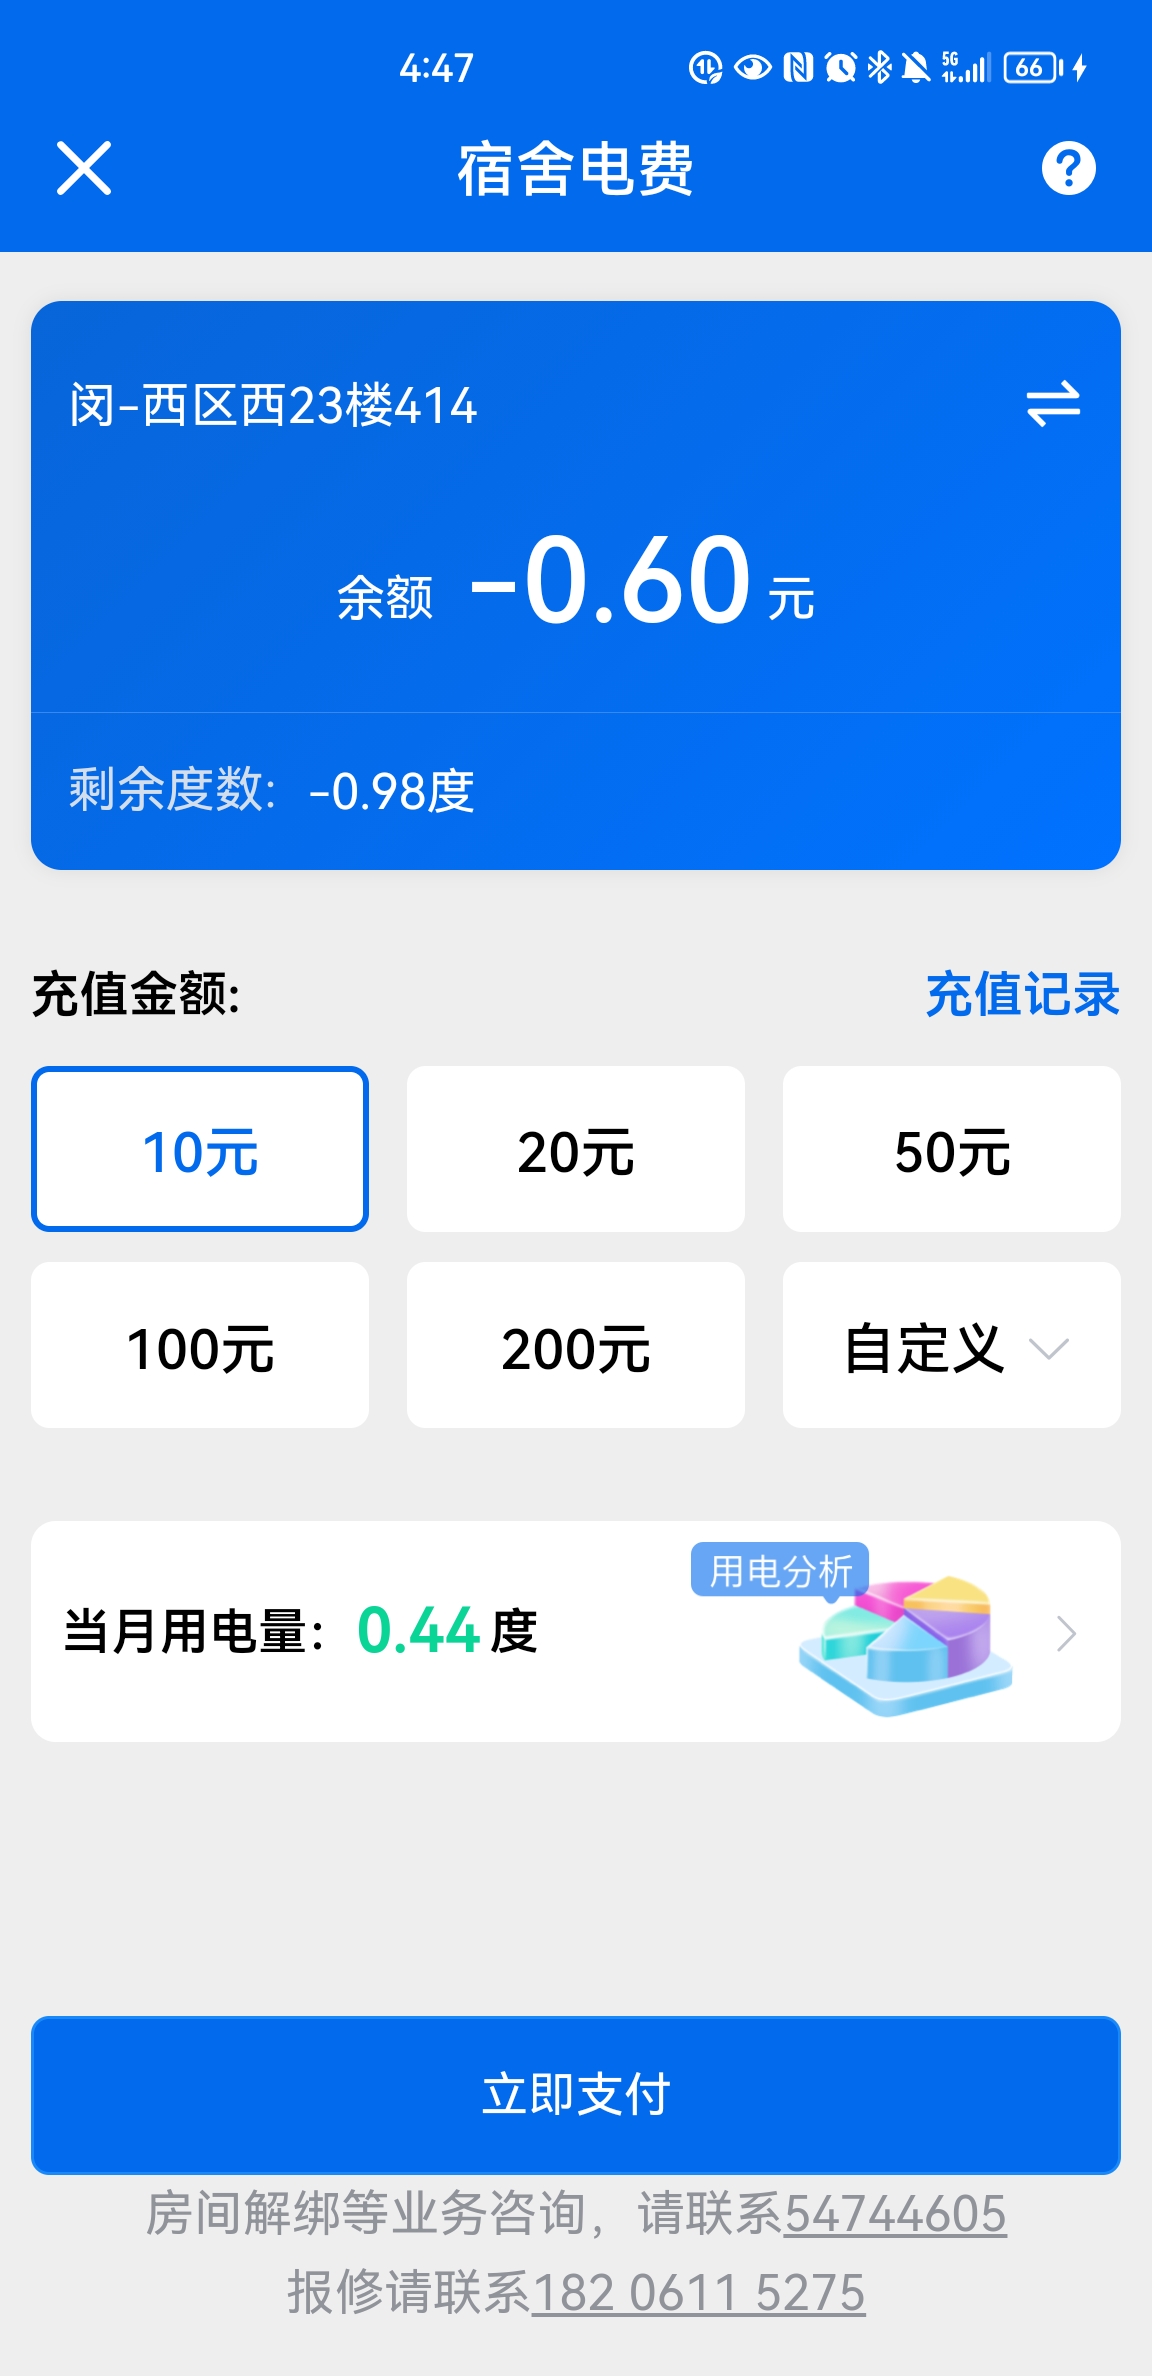 4:47 5G 66
宿舍电费
闵-西区西23楼414
余额 -0.60 元
剩余度数: -0.98度
充值金额: 充值记录
10元 20元 50元
100元 200元 自定义
用电分析
当月用电量: 0.44 度
立即支付
房间解绑等业务咨询，请联系54744605
报修请联系182 0611 5275